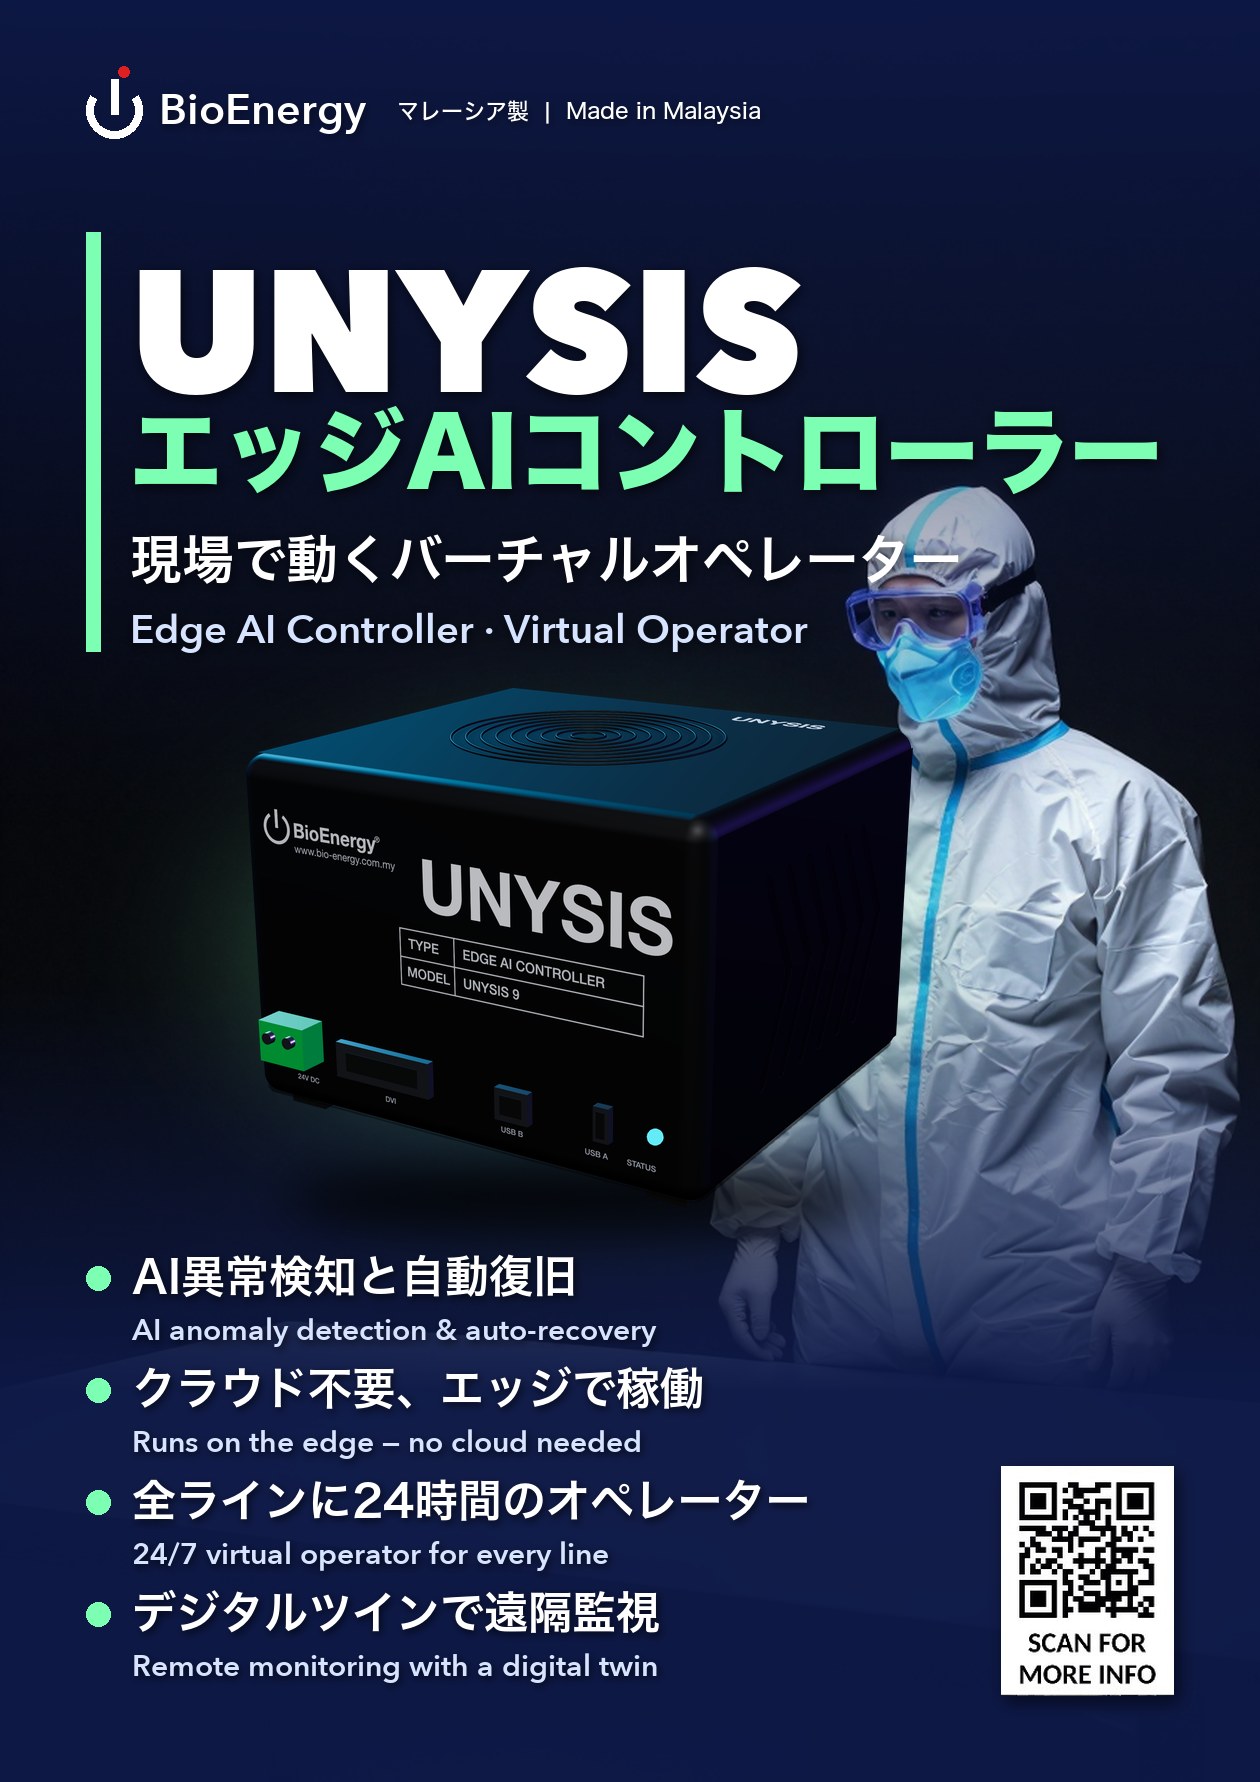 BioEnergy マレーシア製 | Made in Malaysia
UNYSIS
エッジAIコントローラー
現場で動くバーチャルオペレーター
Edge AI Controller · Virtual Operator
UNYSIS
BioEnergy®
www.bio-energy.com.my
UNYSIS
TYPE EDGE AI CONTROLLER
MODEL UNYSIS 9
24V DC
DVI
USB B
USB A
STATUS
AI異常検知と自動復旧
AI anomaly detection & auto-recovery
クラウド不要、エッジで稼働
Runs on the edge – no cloud needed
全ラインに24時間のオペレーター
24/7 virtual operator for every line
デジタルツインで遠隔監視
Remote monitoring with a digital twin
SCAN FOR
MORE INFO